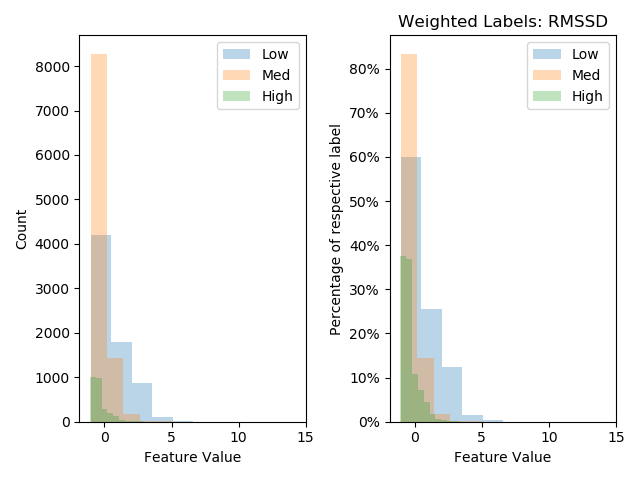 Weighted Labels: RMSSD
Count
8000
7000
6000
5000
4000
3000
2000
1000
0
Low
Med
High
0
5
10
15
Feature Value
Percentage of respective label
80%
70%
60%
50%
40%
30%
20%
10%
0%
Low
Med
High
0
5
10
15
Feature Value